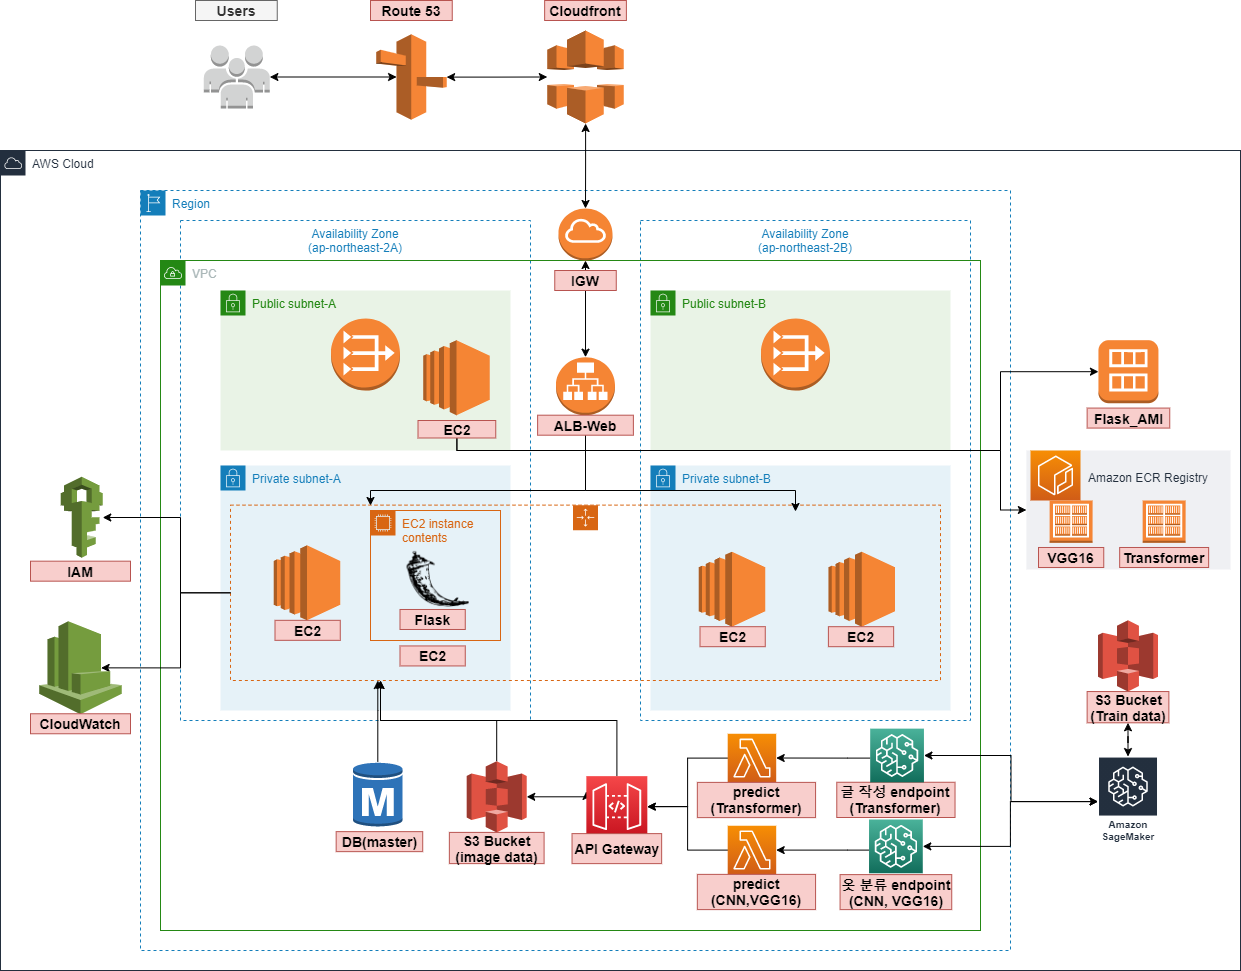 Users
Route 53
Cloudfront
AWS Cloud
Region
Availability Zone
(ap-northeast-2A)
Availability Zone
(ap-northeast-2B)
VPC
IGW
Public subnet-A
Public subnet-B
EC2
ALB-Web
Flask_AMI
Private subnet-A
Private subnet-B
Amazon ECR Registry
EC2 instance
contents
VGG16
Transformer
IAM
EC2
Flask
EC2
EC2
EC2
CloudWatch
S3 Bucket
(Train data)
M
DB(master)
S3 Bucket
(image data)
API Gateway
predict
(Transformer)
글 작성 endpoint
(Transformer)
Amazon
SageMaker
predict
(CNN,VGG16)
옷 분류 endpoint
(CNN, VGG16)